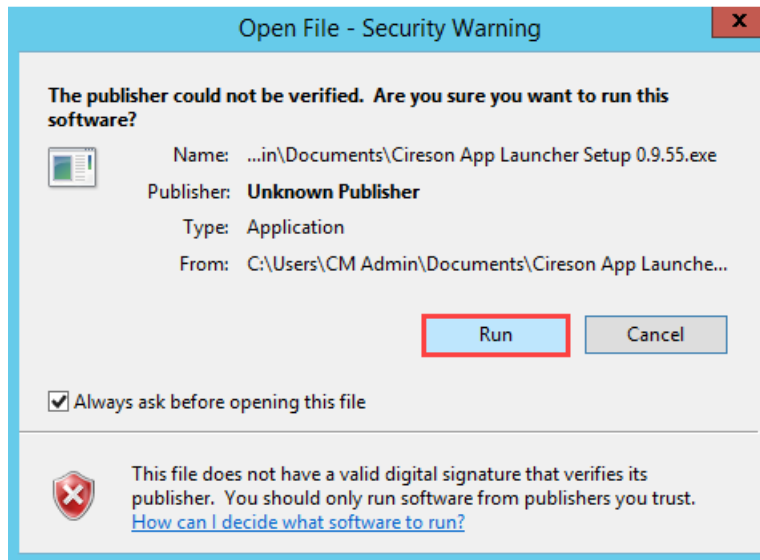 Open File - Security Warning
x
The publisher could not be verified. Are you sure you want to run this
software?
Name: ...in\Documents\Cireson App Launcher Setup 0.9.55.exe
Publisher: Unknown Publisher
Type: Application
From: C:\Users\CM Admin\Documents\Cireson App Launche...
Run Cancel
Always ask before opening this file
This file does not have a valid digital signature that verifies its
publisher. You should only run software from publishers you trust.
How can I decide what software to run?